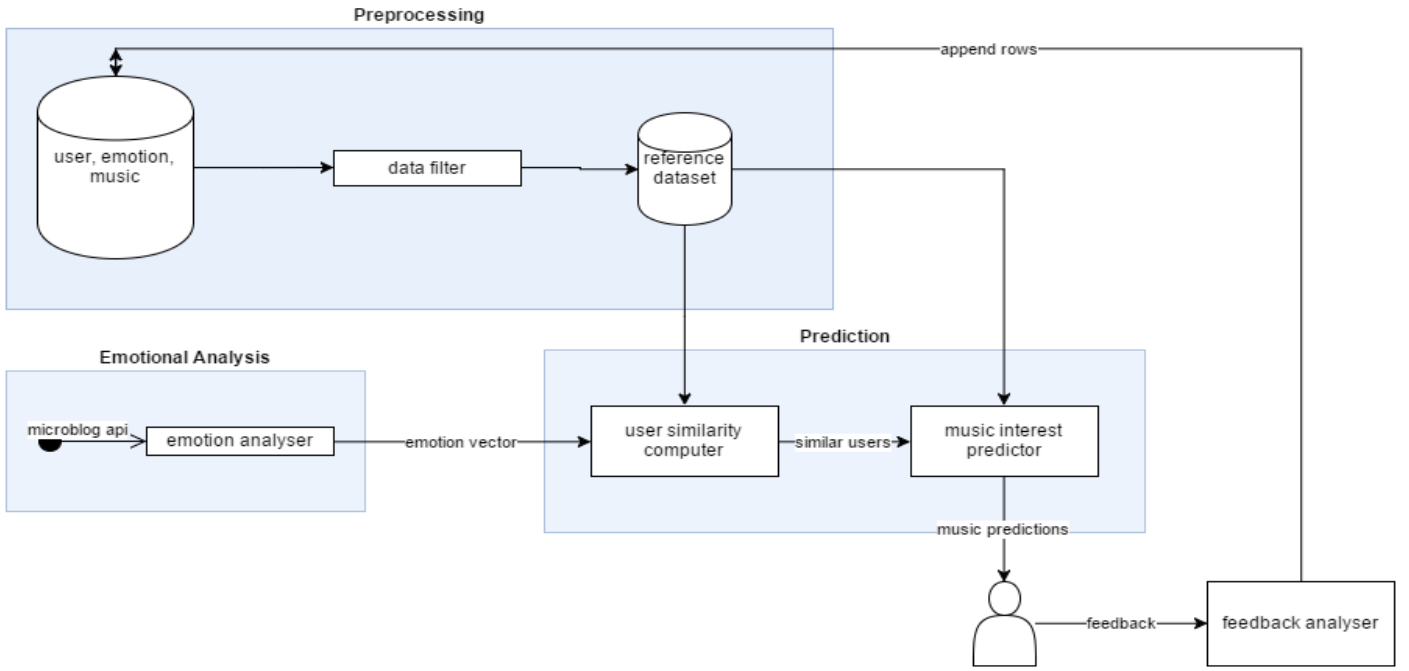 Preprocessing
append rows
user, emotion,
music
data filter
reference
dataset
Prediction
Emotional Analysis
microblog api
emotion analyser
emotion vector
user similarity
computer
similar users
music interest
predictor
music predictions
feedback
feedback analyser